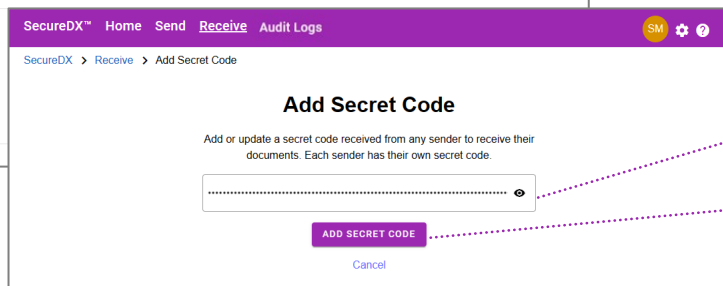 SecureDX™ Home Send Receive Audit Logs SM
SecureDX > Receive > Add Secret Code
Add Secret Code
Add or update a secret code received from any sender to receive their
documents. Each sender has their own secret code.
ADD SECRET CODE
Cancel